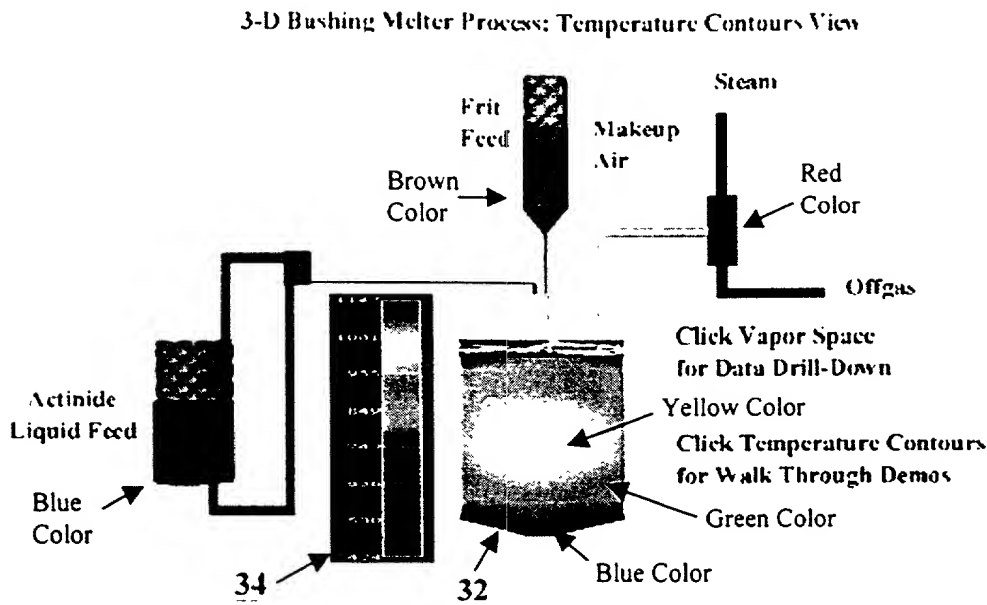 3-D Bushing Melter Process: Temperature Contours View
Steam
Frit
Feed
Makeup
Air
Brown
Color
Red
Color
Offgas
Click Vapor Space
for Data Drill-Down
Actinide
Liquid Feed
Yellow Color
Click Temperature Contours
for Walk Through Demos
Blue
Color
Green Color
Blue Color
34
32